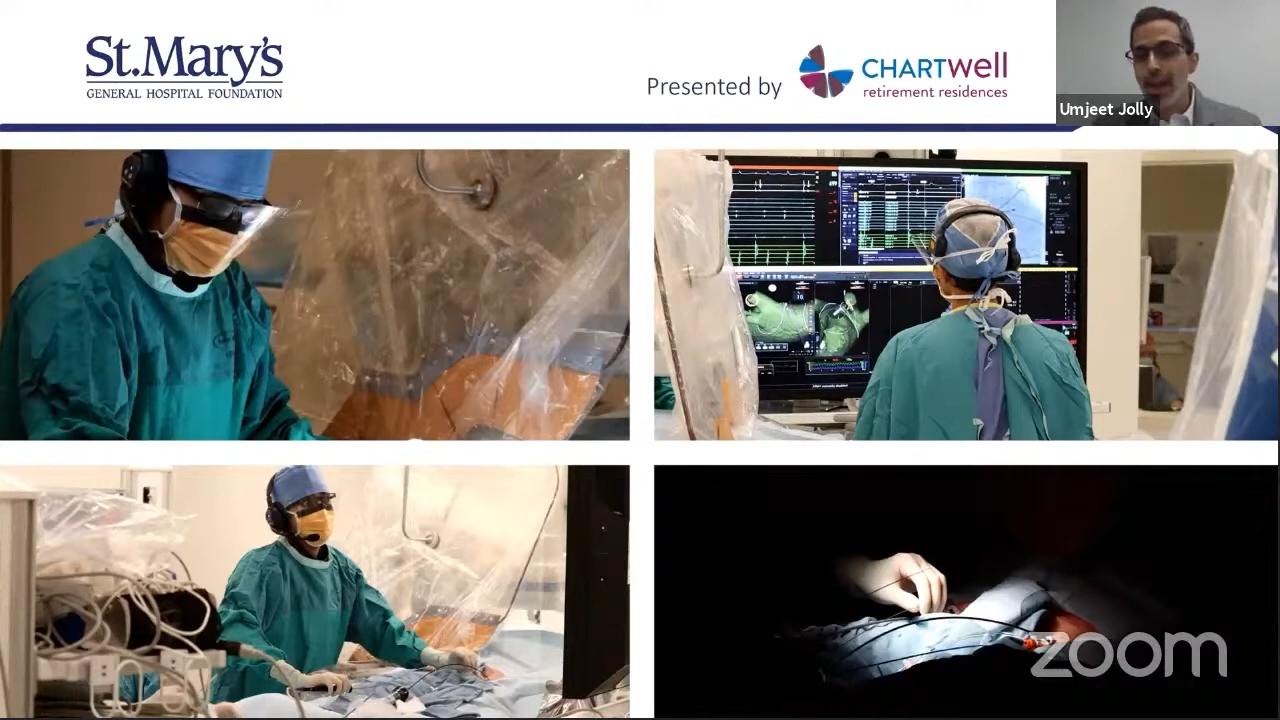 St.Mary's
GENERAL HOSPITAL FOUNDATION
Presented by
CHARTWell
retirement residences
Umjeet Jolly
zoom